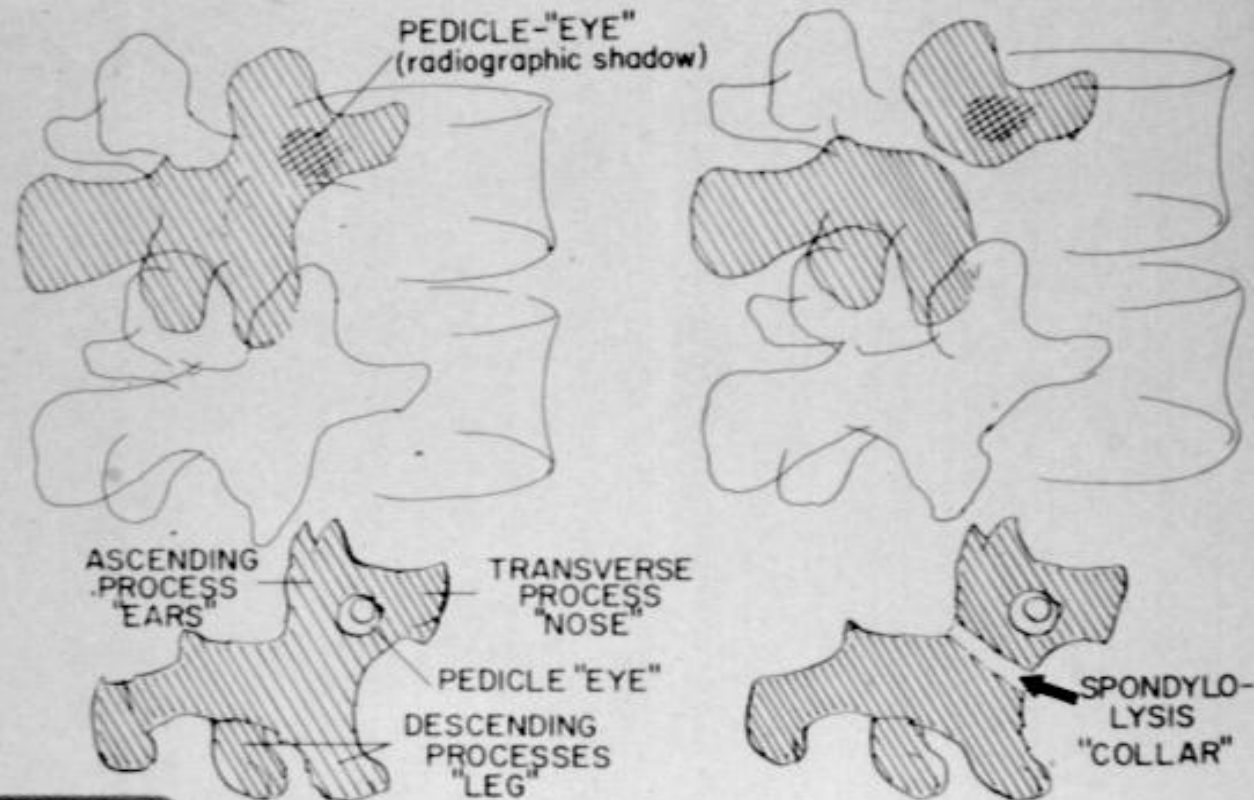 PEDICLE-"EYE"
(radiographic shadow)
ASCENDING
PROCESS
"EARS"
TRANSVERSE
PROCESS
"NOSE"
PEDICLE "EYE"
DESCENDING
PROCESSES
"LEG"
SPONDYLO-
LYSIS
"COLLAR"